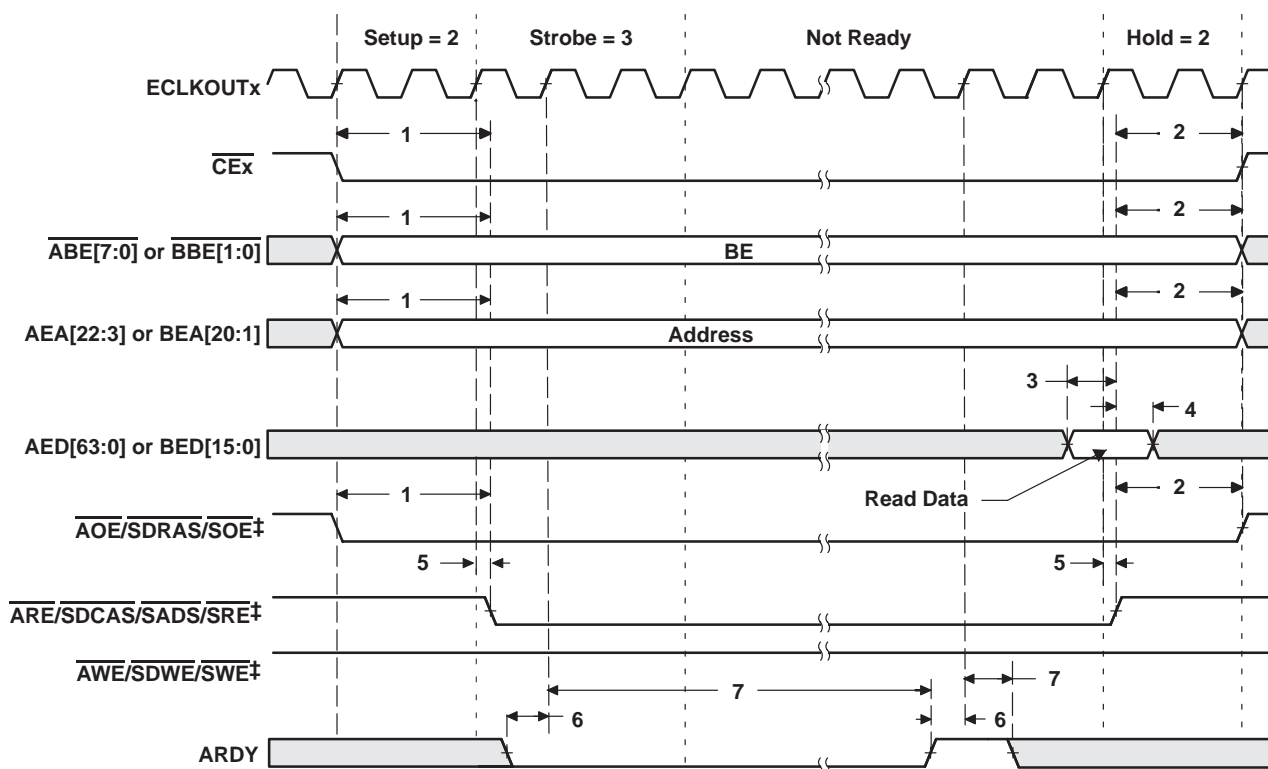 Setup = 2 Strobe = 3 Not Ready Hold = 2
ECLKOUTx
1 2
CEx
1 2
ABE[7:0] or BBE[1:0] BE
1 2
AEA[22:3] or BEA[20:1] Address
3
4
AED[63:0] or BED[15:0]
1 Read Data 2
AOE/SDRAS/SOE‡
5 5
ARE/SDCAS/SADS/SRE‡
AWE/SDWE/SWE‡
7 7
6 6
ARDY